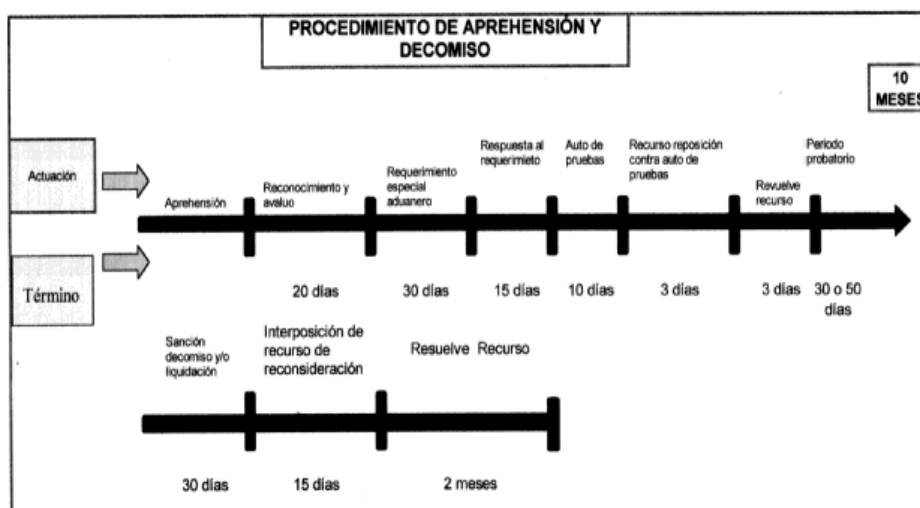 PROCEDIMIENTO DE APREHENSIÓN Y
DECOMISO
10
MESES
Actuación
Aprehensión
Reconocimiento y
avaluo
Requerimiento
especial
aduanero
Respuesta al
requerimieto
Auto de
pruebas
Recurso reposición
contra auto de
pruebas
Revuelve
recurso
Periodo
probatorio
Término
20 días
30 días
15 días
10 días
3 días
3 días
30 o 50
días
Sanción
decomiso y/o
liquidación
Interposición de
recurso de
reconsideración
Resuelve Recurso
30 días
15 días
2 meses